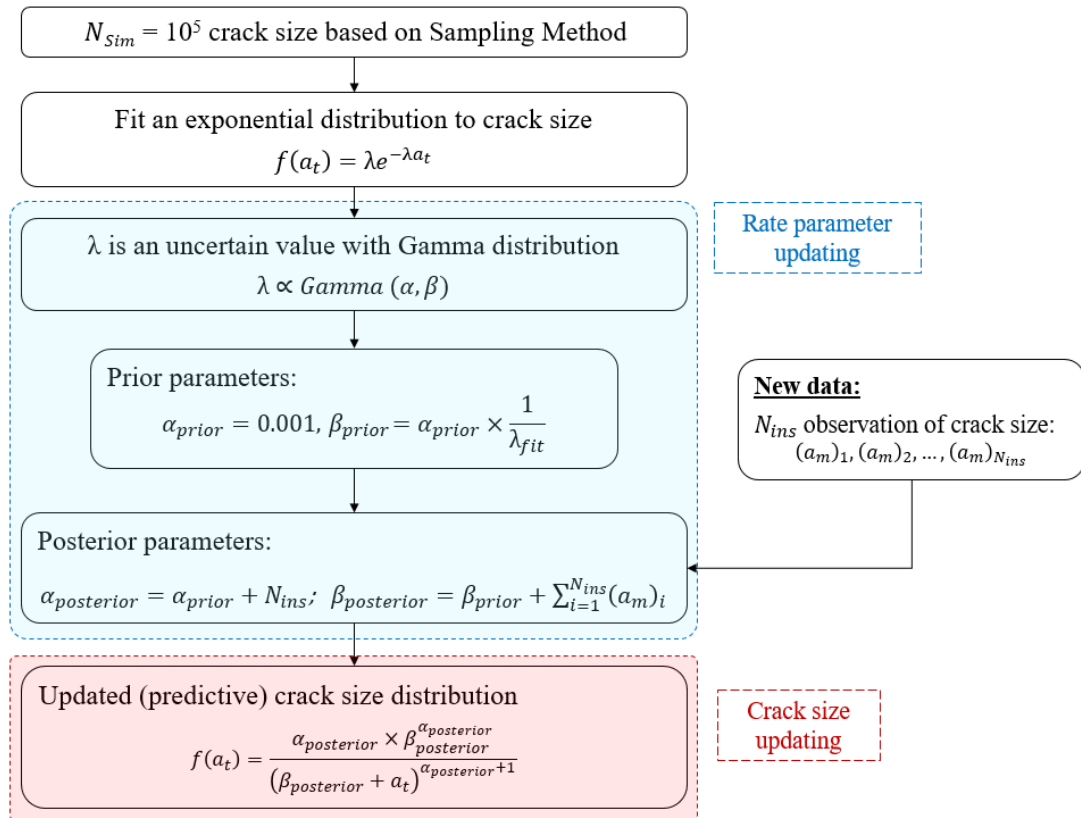 N_Sim = 10⁵ crack size based on Sampling Method
Fit an exponential distribution to crack size
f(a_t) = λe^{−λa_t}
Rate parameter
updating
λ is an uncertain value with Gamma distribution
λ ∝ Gamma (α, β)
Prior parameters:
α_prior = 0.001, β_prior = α_prior × 1/λ_fit
New data:
N_ins observation of crack size:
(a_m)_1, (a_m)_2, ..., (a_m)_{N_ins}
Posterior parameters:
α_posterior = α_prior + N_ins; β_posterior = β_prior + ∑_{i=1}^{N_ins}(a_m)_i
Updated (predictive) crack size distribution
f(a_t) = (α_posterior × β_posterior^{α_posterior})/((β_posterior + a_t)^{α_posterior+1})
Crack size
updating